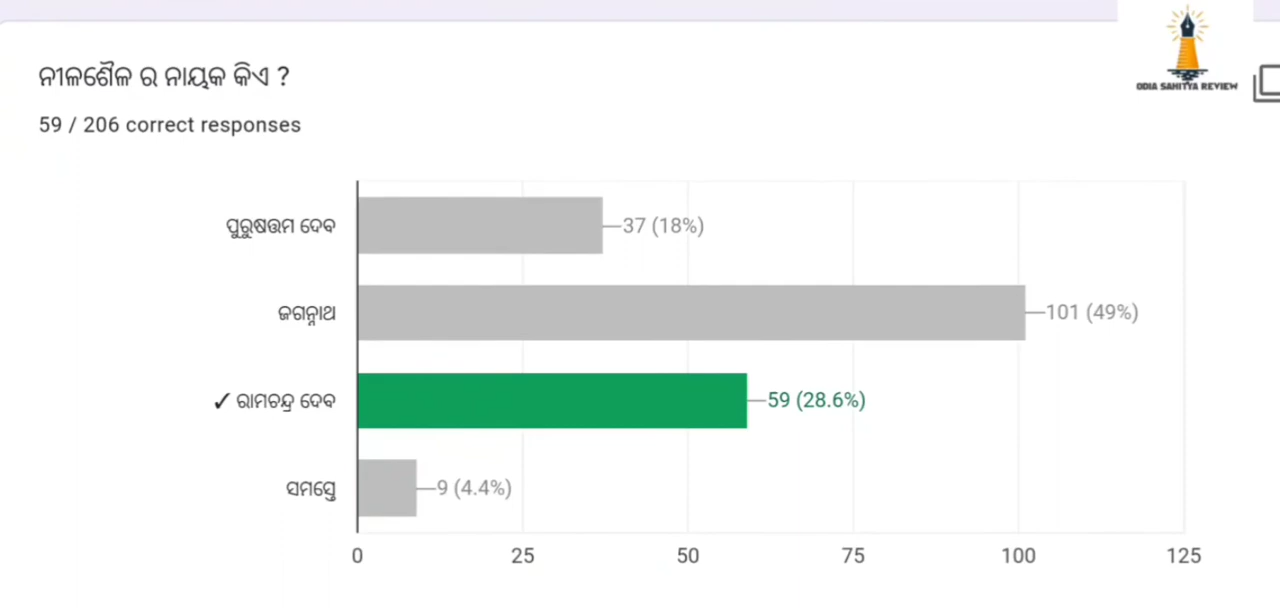 ODIA SAHITYA REVIEW
ନୀଳଶୈଳ ର ନାୟକ କିଏ ?
59 / 206 correct responses
ପୁରୁଷତ୍ତମ ଦେବ 37 (18%)
ଜଗନ୍ନାଥ 101 (49%)
✓ ରାମଚନ୍ଦ୍ର ଦେବ 59 (28.6%)
ସମସ୍ତେ 9 (4.4%)
0 25 50 75 100 125